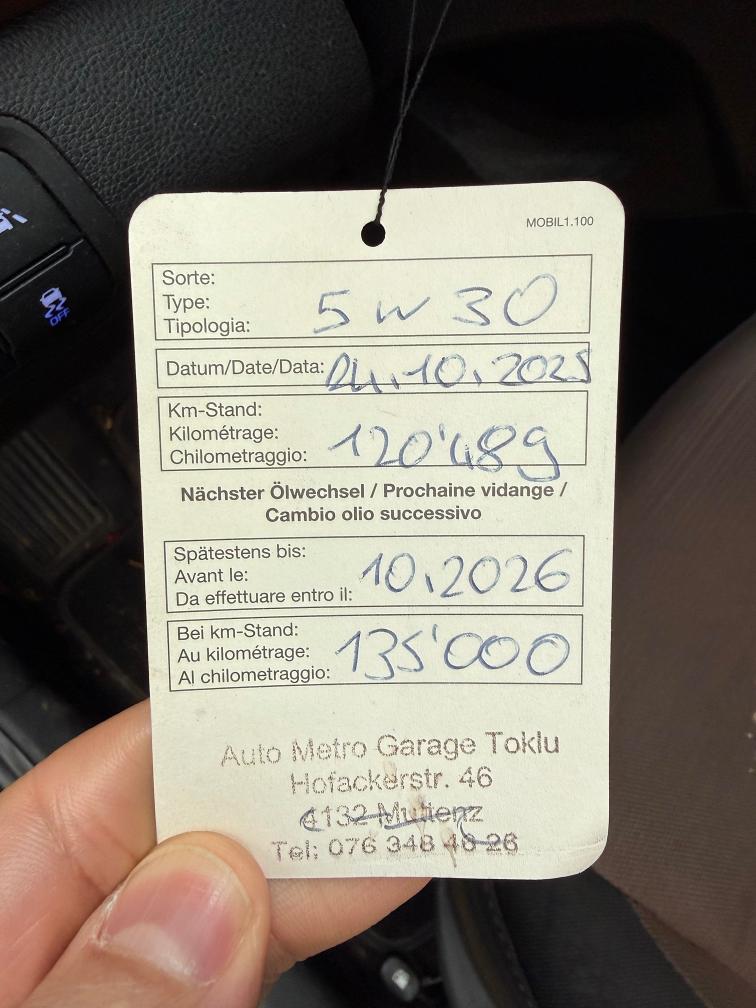 MOBIL1.100
Sorte:
Type: 5W30
Tipologia:
Datum/Date/Data: 24.10.2025
Km-Stand:
Kilométrage: 120'489
Chilometraggio:
Nächster Ölwechsel / Prochaine vidange /
Cambio olio successivo
Spätestens bis:
Avant le: 10.2026
Da effettuare entro il:
Bei km-Stand:
Au kilométrage: 135'000
Al chilometraggio:
Auto Metro Garage Toklu
Hofackerstr. 46
4132 Muttenz
Tel: 076 348 48 26
OFF